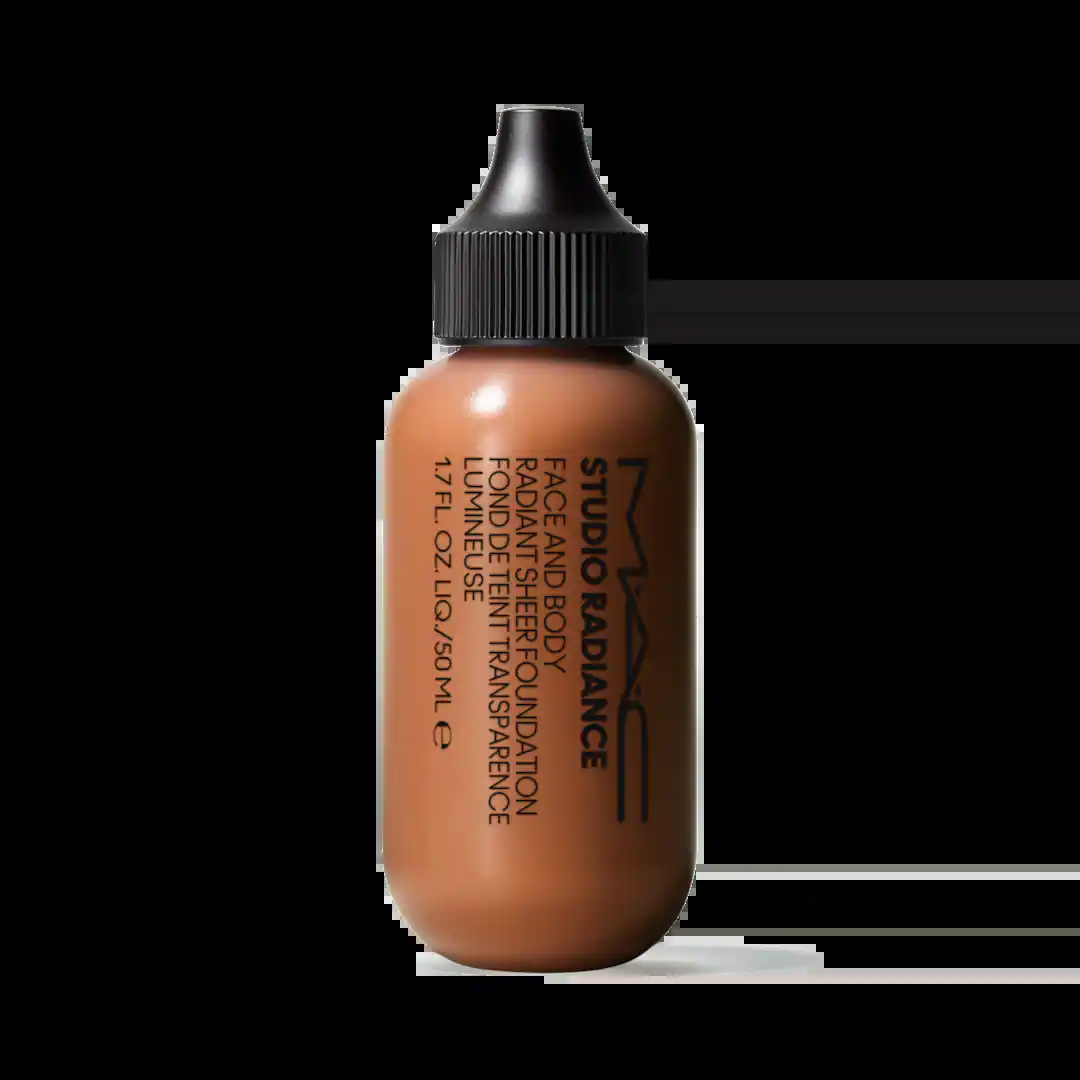 MAC
STUDIO RADIANCE
FACE AND BODY
RADIANT SHEER FOUNDATION
FOND DE TEINT TRANSPARENCE
LUMINEUSE
1.7 FL. OZ. LIQ./50 ML ℮